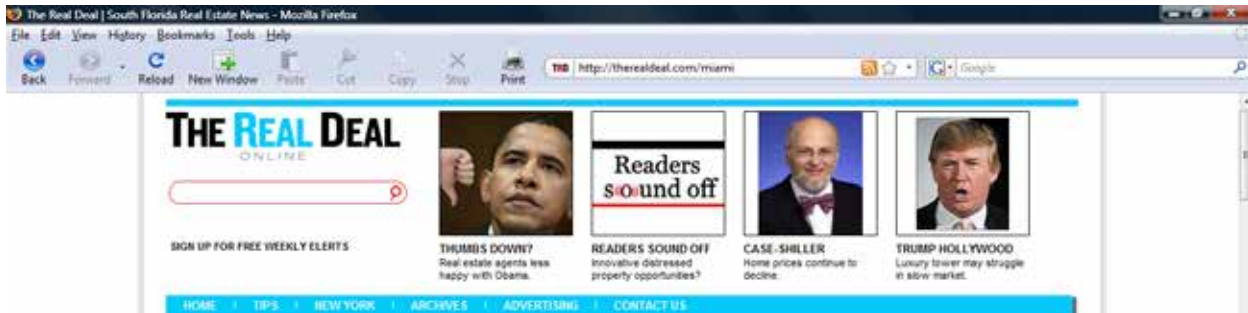 The Real Deal | South Florida Real Estate News - Mozilla Firefox
File Edit View History Bookmarks Tools Help
Back Forward Reload New Window Paste Cut Copy Stop Print
TRD http://therealdeal.com/miami
Google
THE REAL DEAL
ONLINE
Readers
sound off
SIGN UP FOR FREE WEEKLY ELERTS
THUMBS DOWN?
Real estate agents less
happy with Obama.
READERS SOUND OFF
Innovative distressed
property opportunities?
CASE-SHILLER
Home prices continue to
decline.
TRUMP HOLLYWOOD
Luxury tower may struggle
in slow market.
HOME | TIPS | NEW YORK | ARCHIVES | ADVERTISING | CONTACT US